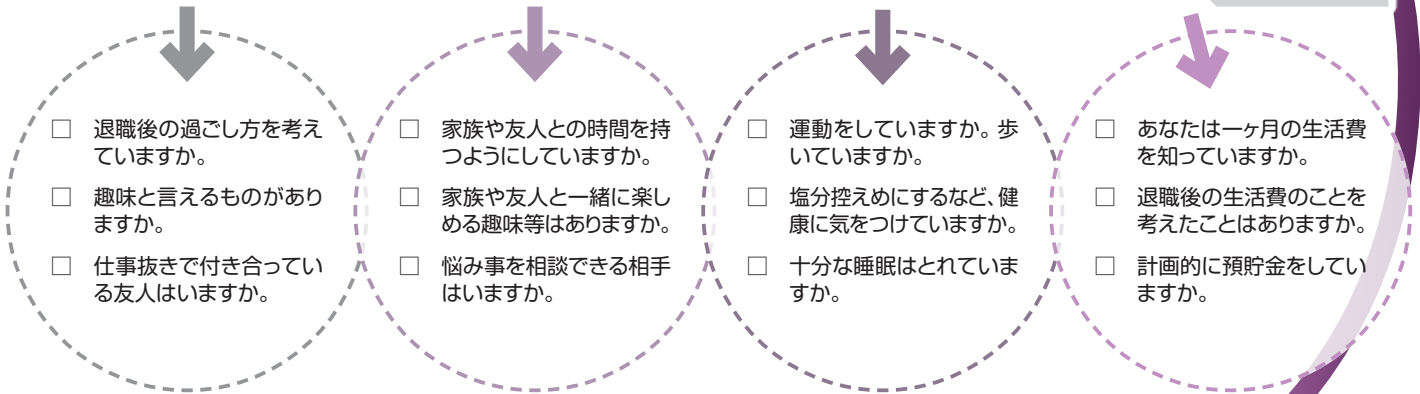 □ 退職後の過ごし方を考え
ていますか。
□ 趣味と言えるものがあり
ますか。
□ 仕事抜きで付き合ってい
る友人はいますか。
□ 家族や友人との時間を持
つようにしていますか。
□ 家族や友人と一緒に楽し
める趣味等はありますか。
□ 悩み事を相談できる相手
はいますか。
□ 運動をしていますか。歩
いていますか。
□ 塩分控えめにするなど、健
康に気をつけていますか。
□ 十分な睡眠はとれていま
すか。
□ あなたは一ヶ月の生活費
を知っていますか。
□ 退職後の生活費のことを
考えたことはありますか。
□ 計画的に預貯金をしてい
ますか。